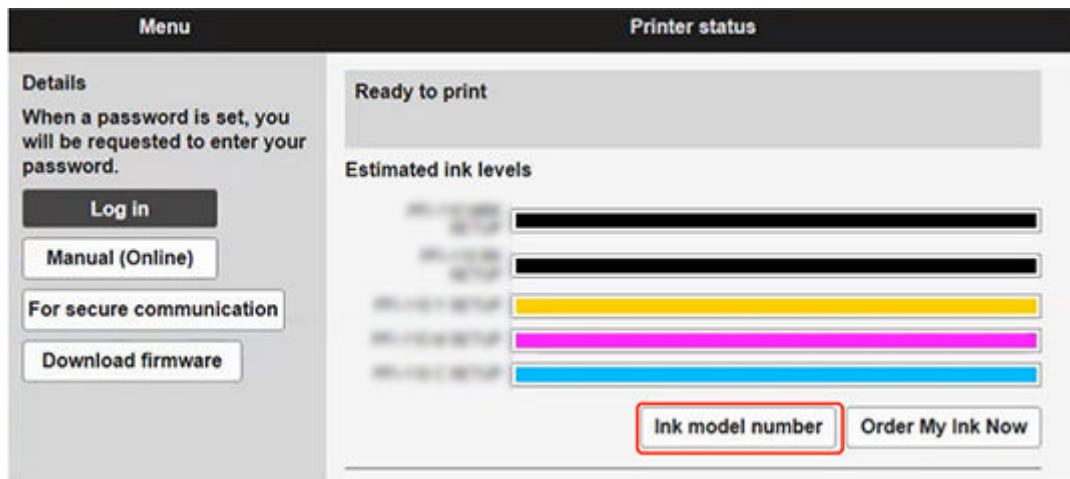 Menu
Printer status
Details
When a password is set, you
will be requested to enter your
password.
Log in
Manual (Online)
For secure communication
Download firmware
Ready to print
Estimated ink levels
Ink model number
Order My Ink Now